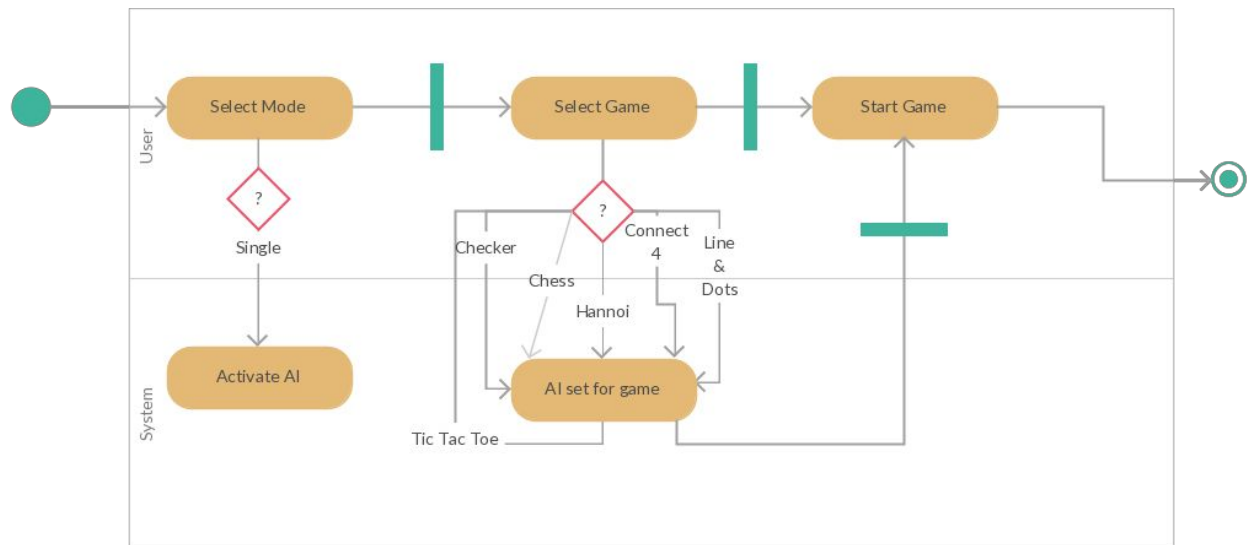 User
Select Mode
Select Game
Start Game
?
?
Single
Checker
Connect
4
Line
&
Dots
Chess
Hannoi
System
Activate AI
AI set for game
Tic Tac Toe